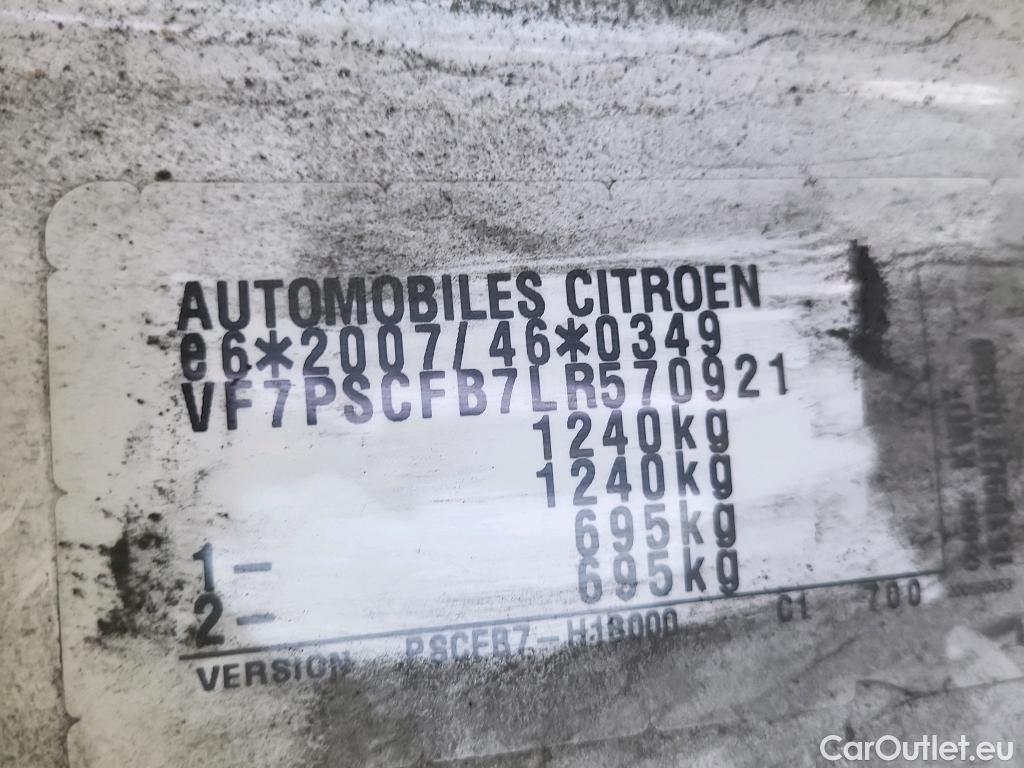 AUTOMOBILES CITROEN
e6*2007/46*0349
VF7PSCFB7LR570921
1240kg
1240kg
1- 695kg
2- 695kg
VERSION PSCFB7-H18000 C1 700
CarOutlet.eu